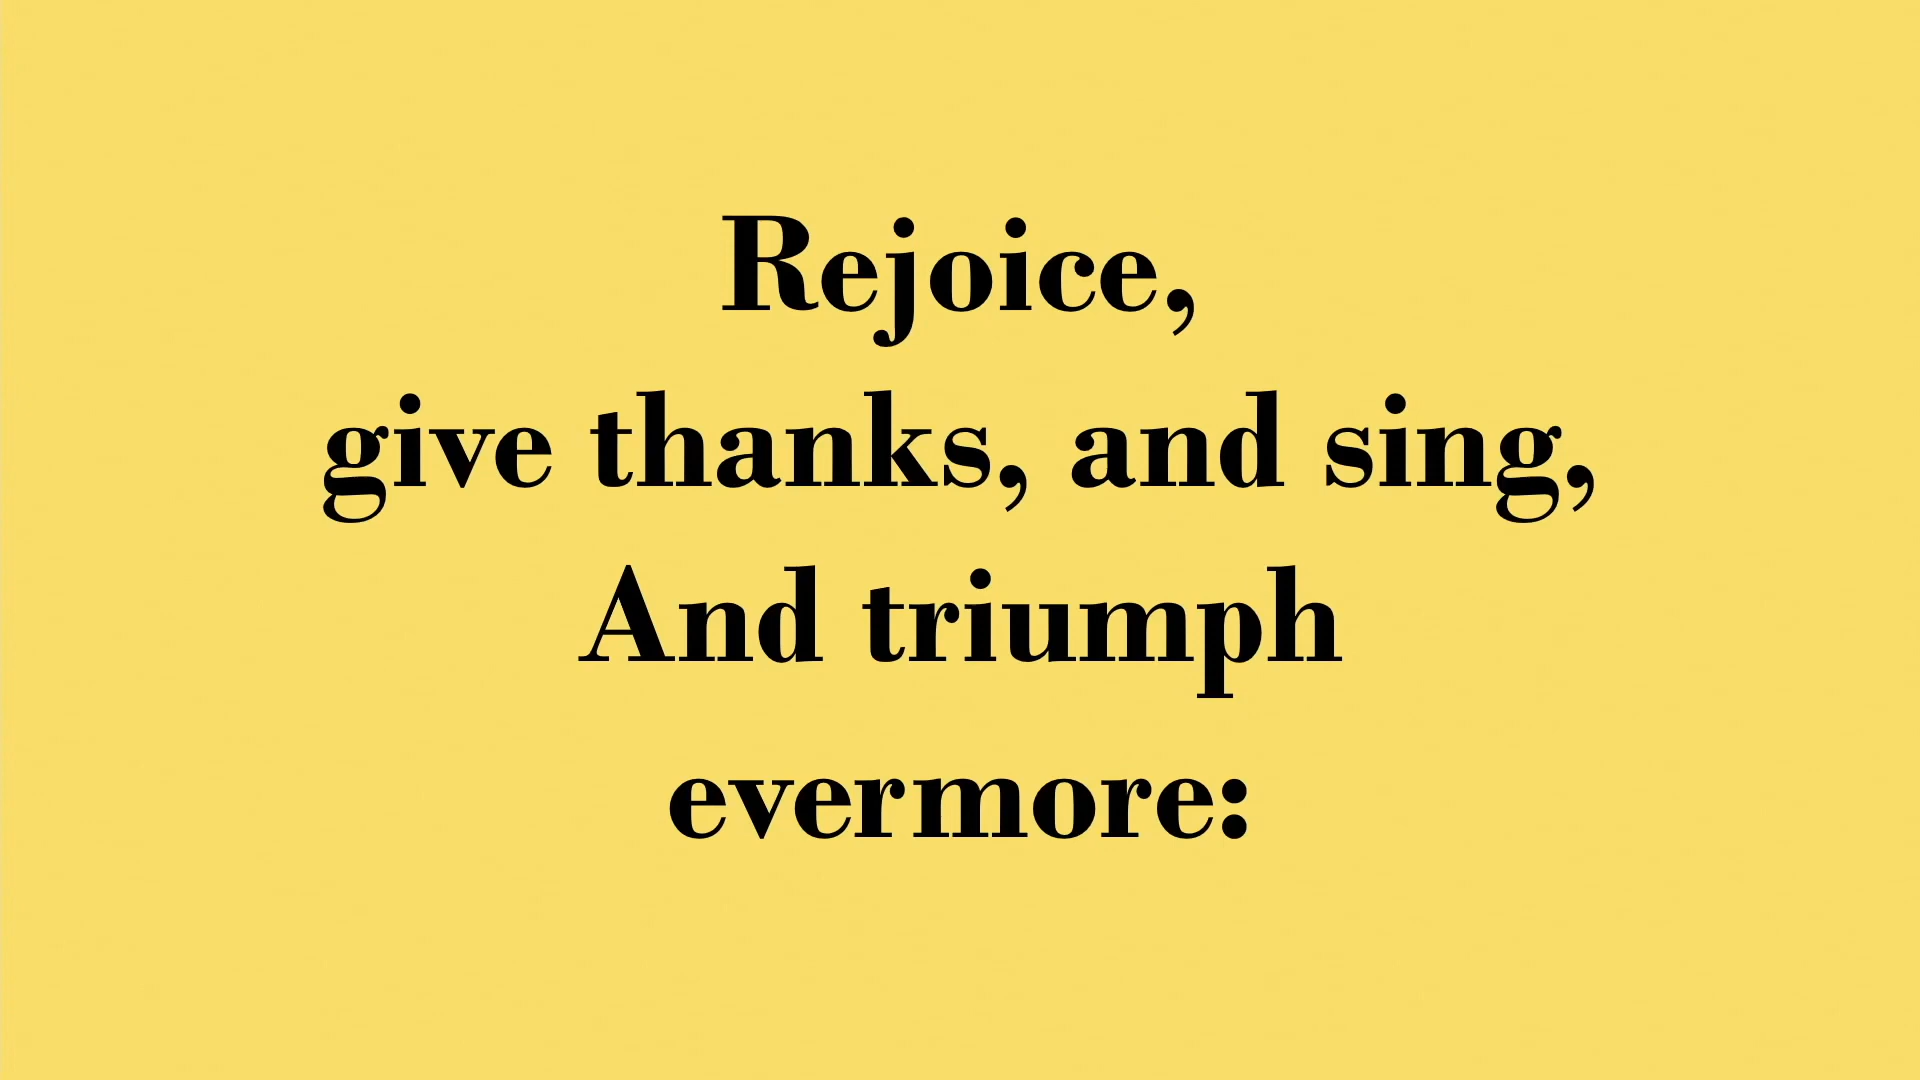 Rejoice,
give thanks, and sing,
And triumph
evermore: